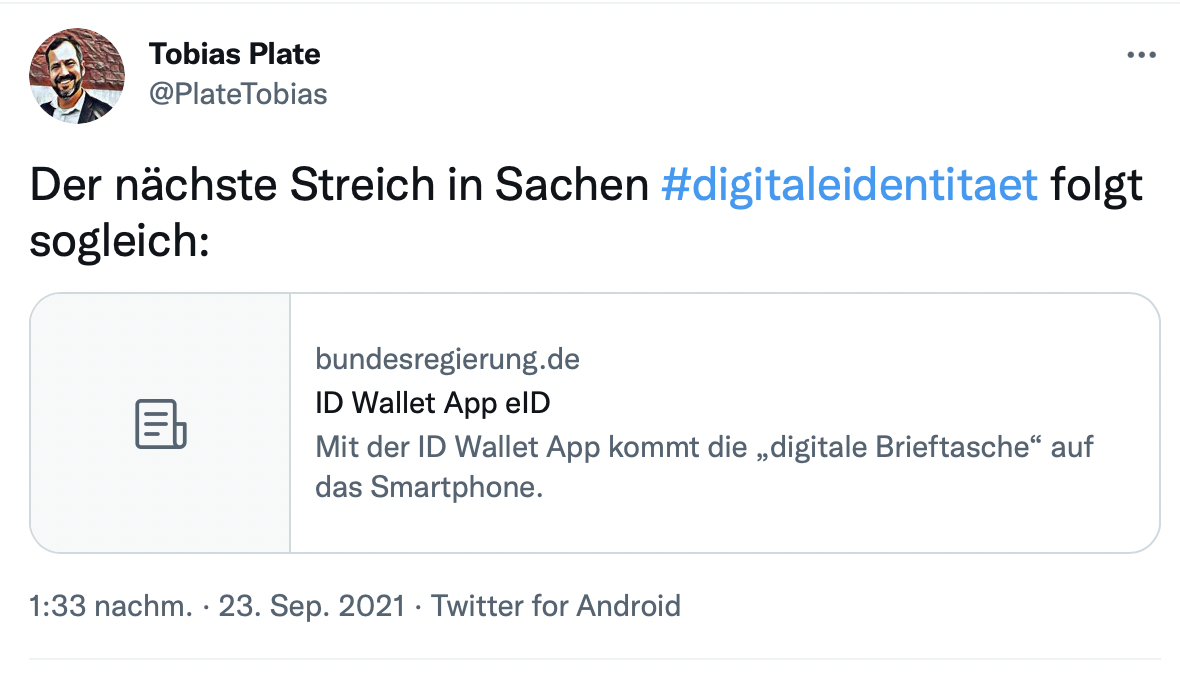 Tobias Plate
@PlateTobias
Der nächste Streich in Sachen #digitaleidentitaet folgt
sogleich:
bundesregierung.de
ID Wallet App eID
Mit der ID Wallet App kommt die „digitale Brieftasche“ auf
das Smartphone.
1:33 nachm. · 23. Sep. 2021 · Twitter for Android